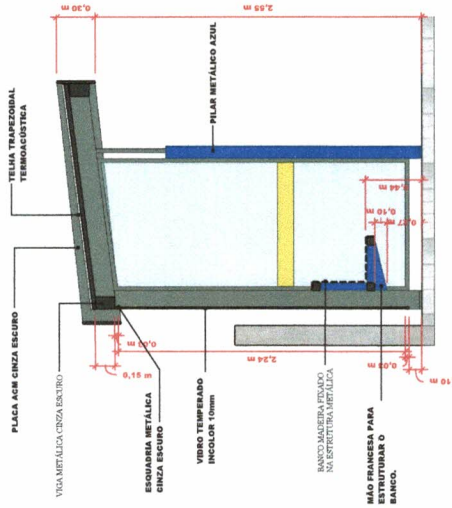 PLACA ACM CINZA ESCURO
TELHA TRAPEZOIDAL
TERMOACÚSTICA
0,30 m
2,55 m
VIGA METÁLICA CINZA ESCURO
0,15 m
0,03 m
ESQUADRIA METÁLICA
CINZA ESCURO
VIDRO TEMPERADO
INCOLOR 10mm
2,24 m
PILAR METÁLICO AZUL
BANCO MADEIRA FIXADO
NA ESTRUTURA METÁLICA
,44 m
0,10 m
0,03 m
10 m
MÃO FRANCESA PARA
ESTRUTURAR O
BANCO.